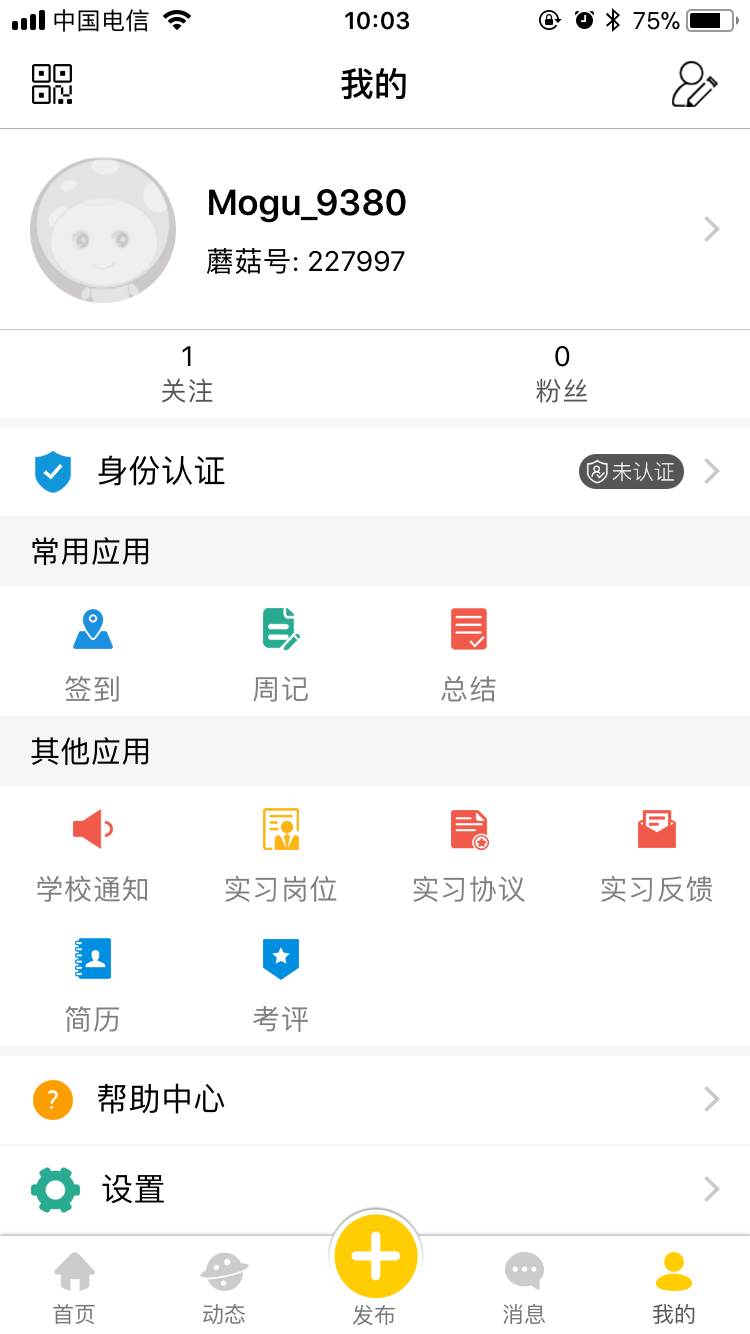 中国电信 10:03 75%
我的
Mogu_9380
蘑菇号: 227997
1 0
关注 粉丝
身份认证 未认证
常用应用
签到 周记 总结
其他应用
学校通知 实习岗位 实习协议 实习反馈
简历 考评
? 帮助中心
设置
首页 动态 发布 消息 我的